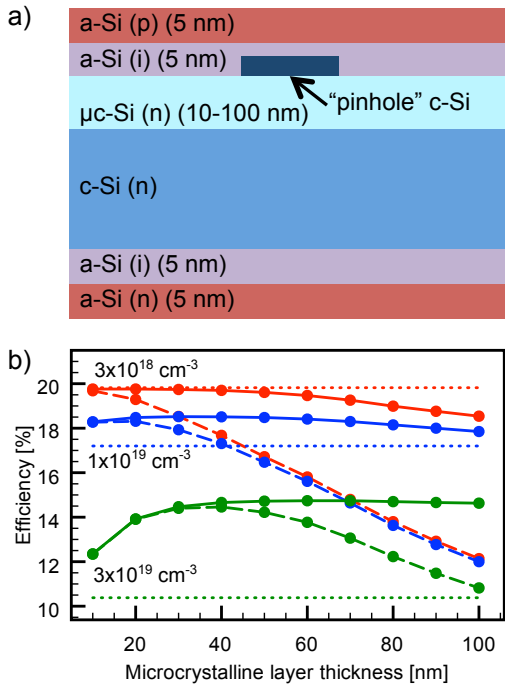 a)
a-Si (p) (5 nm)
a-Si (i) (5 nm)
“pinhole” c-Si
μc-Si (n) (10-100 nm)
c-Si (n)
a-Si (i) (5 nm)
a-Si (n) (5 nm)
b)
3x10¹⁸ cm⁻³
1x10¹⁹ cm⁻³
3x10¹⁹ cm⁻³
Efficiency [%]
20
18
16
14
12
10
20 40 60 80 100
Microcrystalline layer thickness [nm]